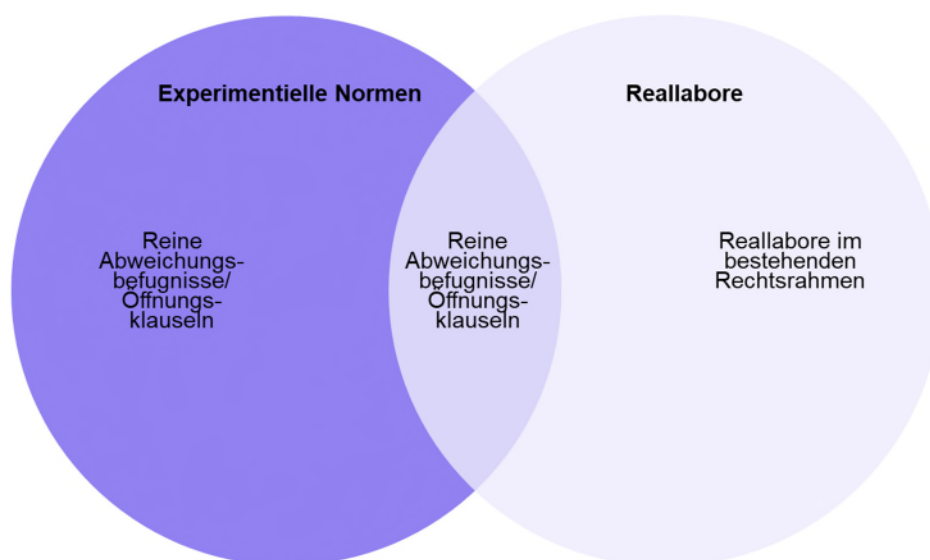 Experimentielle Normen
Reallabore
Reine
Abweichungs-
befugnisse/
Öffnungs-
klauseln
Reine
Abweichungs-
befugnisse/
Öffnungs-
klauseln
Reallabore im
bestehenden
Rechtsrahmen